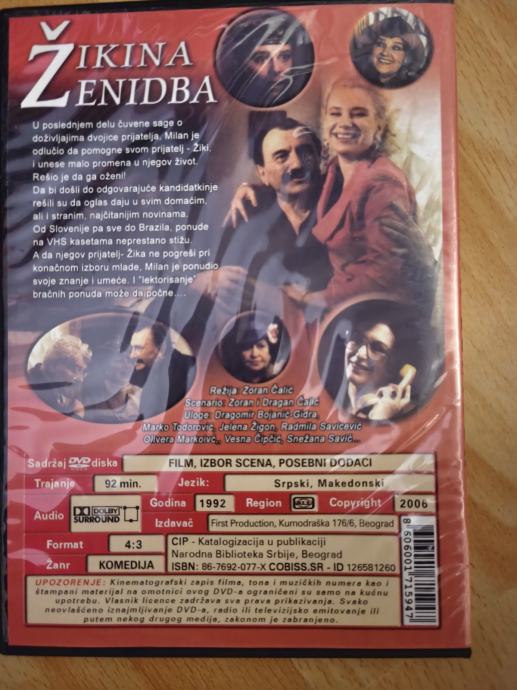 ŽIKINA
ŽENIDBA
U poslednjem delu čuvene sage o
doživljajima dvojice prijatelja, Milan je
odlučio da pomogne svom prijatelj - Žiki,
i unese malo promena u njegov život.
Rešio je da ga oženi!
Da bi došli do odgovarajuće kandidatkinje
rešili su da oglas daju u svim domaćim,
ali i stranim, najčitanijim novinama.
Od Slovenije pa sve do Brazila, ponude
na VHS kasetama neprestano stižu.
A da njegov prijatelj- Žika ne pogreši pri
konačnom izboru mlade, Milan je ponudio
svoje znanje i umeće. I "lektorisanje"
bračnih ponuda može da počne....
Režija: Zoran Čalić
Scenario: Zoran i Dragan Čalić
Uloge: Dragomir Bojanić-Gidra,
Marko Todorović, Jelena Žigon, Radmila Savićević
Olivera Markoivć,, Vesna Čipčić, Snežana Savić...
Sadržaj DVD diska FILM, IZBOR SCENA, POSEBNI DODACI
Trajanje 92 min. Jezik: Srpski, Makedonski
Audio DOLBY SURROUND Godina 1992 Region ALL Copyright 2006
Izdavač First Production, Kumodraška 176/6, Beograd
Format 4:3 CIP - Katalogizacija u publikaciji
Narodna Biblioteka Srbije, Beograd
Žanr KOMEDIJA ISBN: 86-7692-077-X COBISS.SR - ID 126581260
UPOZORENJE: Kinematografski zapis filma, tona i muzičkih numera kao i
štampani materijal na omotnici ovog DVD-a ograničeni su samo na kućnu
upotrebu. Vlasnik licence zadržava sva prava prikazivanja. Svako
neovlašćeno iznajmljivanje DVD-a, radio ili televizijsko emitovanje ili
putem nekog drugog medija, zakonom je zabranjeno.
8606001715947